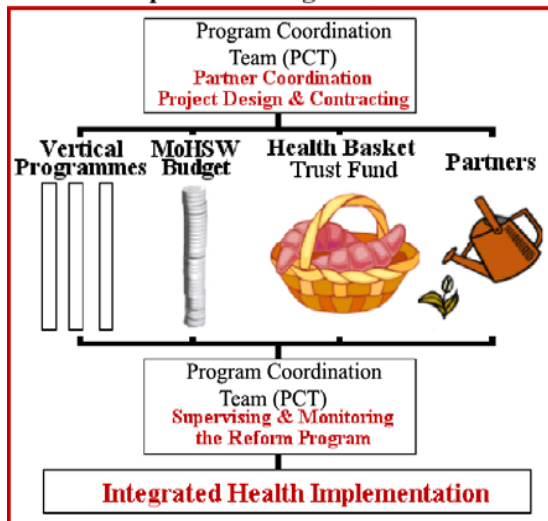 Program Coordination
Team (PCT)
Partner Coordination
Project Design & Contracting
Vertical
Programmes
MoHSW
Budget
Health Basket
Trust Fund
Partners
Program Coordination
Team (PCT)
Supervising & Monitoring
the Reform Program
Integrated Health Implementation